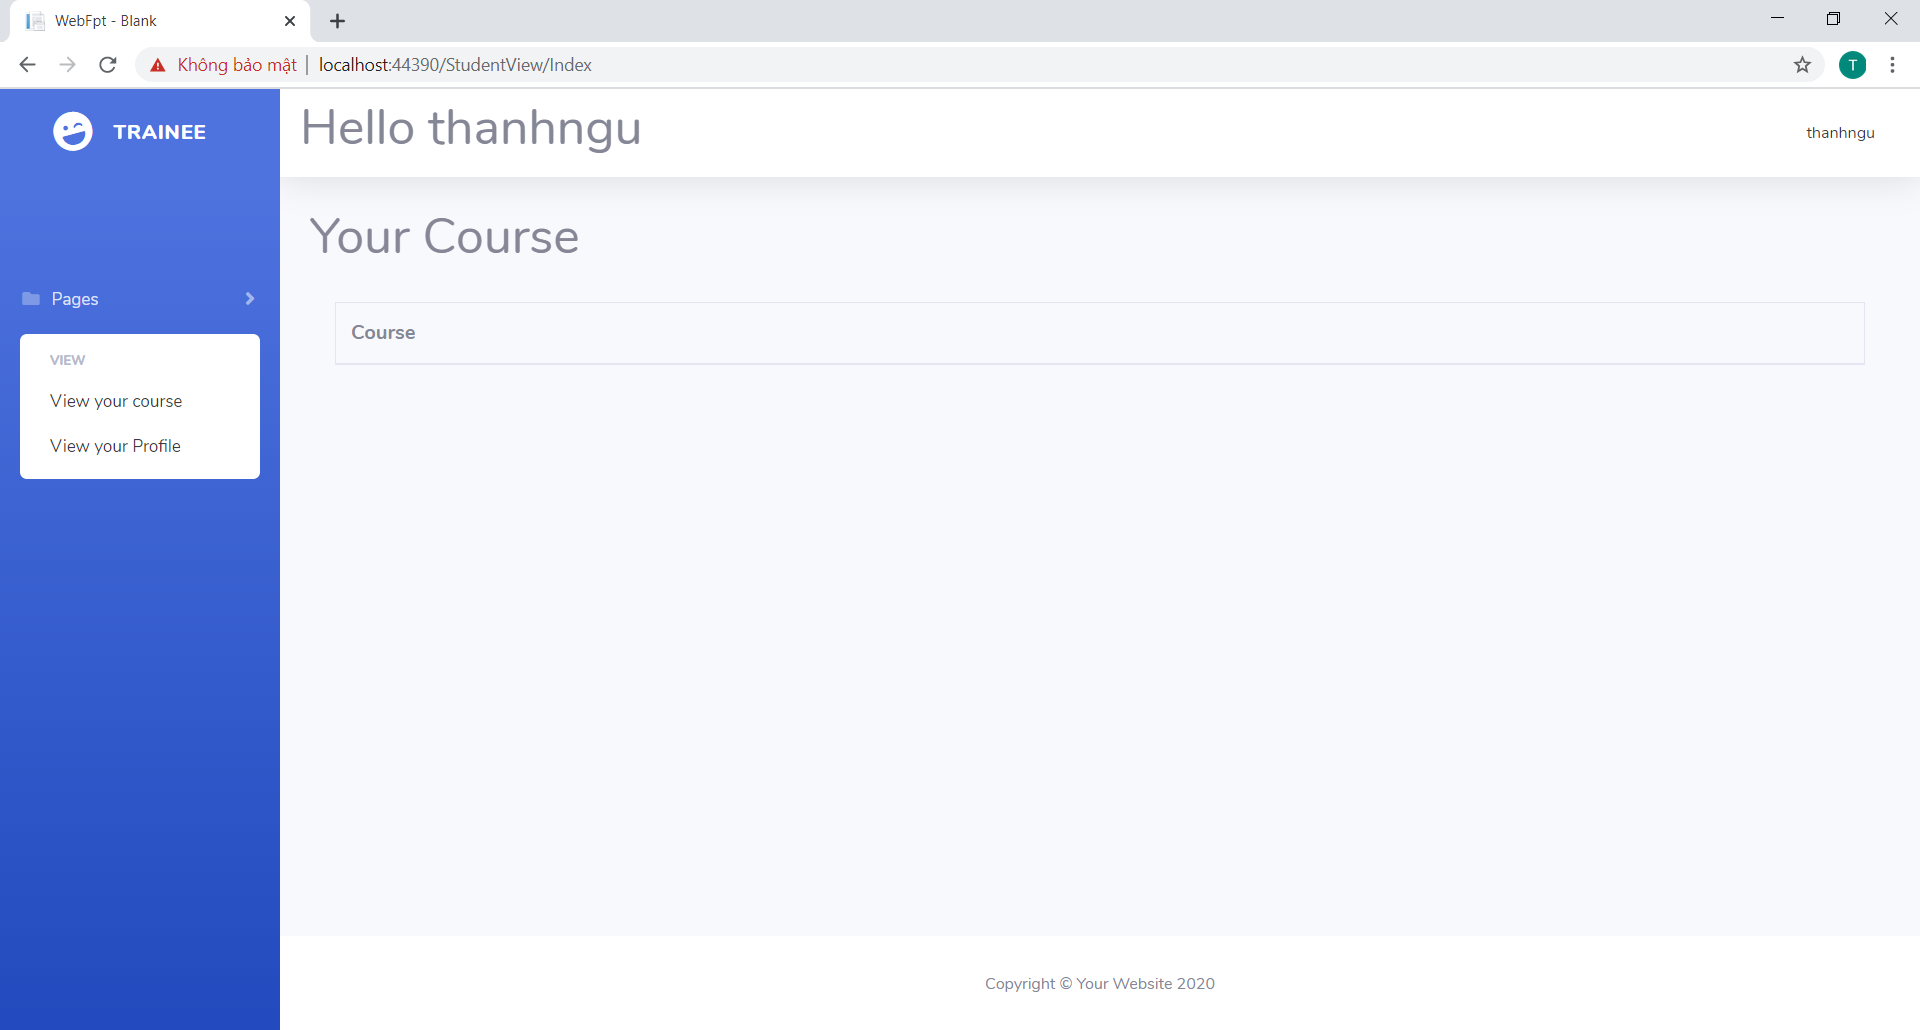 WebFpt - Blank
Không bảo mật | localhost:44390/StudentView/Index
T
TRAINEE
Hello thanhngu
thanhngu
Your Course
Pages
Course
VIEW
View your course
View your Profile
Copyright © Your Website 2020